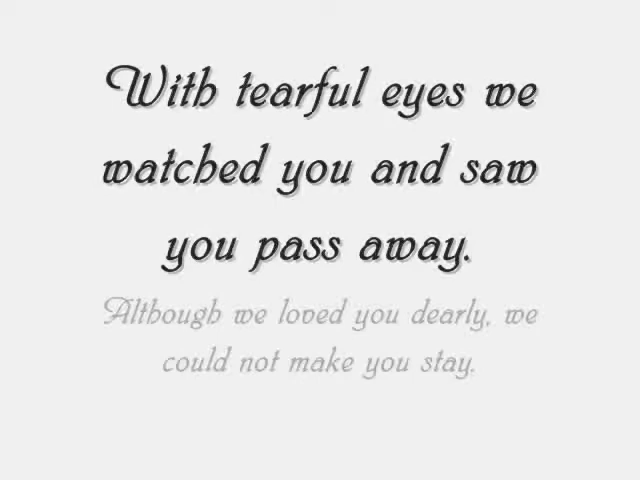 With tearful eyes we
watched you and saw
you pass away.
Although we loved you dearly, we
could not make you stay.